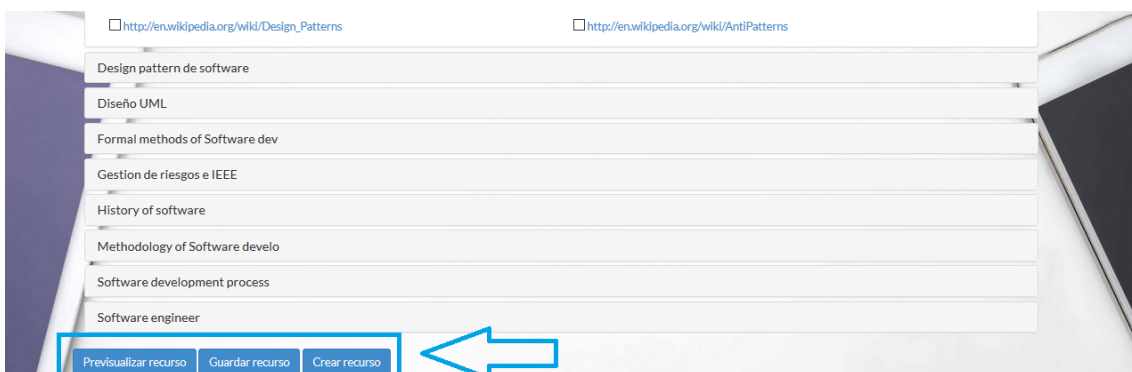 http://en.wikipedia.org/wiki/Design_Patterns http://en.wikipedia.org/wiki/AntiPatterns
Design pattern de software
Diseño UML
Formal methods of Software dev
Gestion de riesgos e IEEE
History of software
Methodology of Software develo
Software development process
Software engineer
Previsualizar recurso Guardar recurso Crear recurso